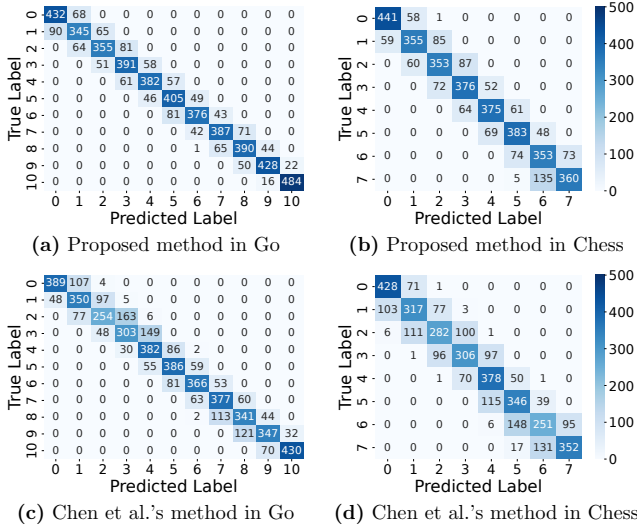 True Label
0 432 68 0 0 0 0 0 0 0 0 0
1 90 345 65 0 0 0 0 0 0 0 0
2 0 64 355 81 0 0 0 0 0 0 0
3 0 0 51 391 58 0 0 0 0 0 0
4 0 0 0 61 382 57 0 0 0 0 0
5 0 0 0 0 46 405 49 0 0 0 0
6 0 0 0 0 0 81 376 43 0 0 0
7 0 0 0 0 0 0 42 387 71 0 0
8 0 0 0 0 0 0 1 65 390 44 0
9 0 0 0 0 0 0 0 0 50 428 22
10 0 0 0 0 0 0 0 0 0 16 484
0 1 2 3 4 5 6 7 8 9 10
Predicted Label
(a) Proposed method in Go
True Label
0 441 58 1 0 0 0 0 0
1 59 355 85 0 0 0 0 0
2 0 60 353 87 0 0 0 0
3 0 0 72 376 52 0 0 0
4 0 0 0 64 375 61 0 0
5 0 0 0 0 69 383 48 0
6 0 0 0 0 0 74 353 73
7 0 0 0 0 0 5 135 360
0 1 2 3 4 5 6 7
Predicted Label
500
400
300
200
100
0
(b) Proposed method in Chess
True Label
0 389 107 4 0 0 0 0 0 0 0 0
1 48 350 97 5 0 0 0 0 0 0 0
2 0 77 254 163 6 0 0 0 0 0 0
3 0 0 48 303 149 0 0 0 0 0 0
4 0 0 0 30 382 86 2 0 0 0 0
5 0 0 0 0 55 386 59 0 0 0 0
6 0 0 0 0 0 81 366 53 0 0 0
7 0 0 0 0 0 0 63 377 60 0 0
8 0 0 0 0 0 0 2 113 341 44 0
9 0 0 0 0 0 0 0 0 121 347 32
10 0 0 0 0 0 0 0 0 0 70 430
0 1 2 3 4 5 6 7 8 9 10
Predicted Label
(c) Chen et al.'s method in Go
True Label
0 428 71 1 0 0 0 0 0
1 103 317 77 3 0 0 0 0
2 6 111 282 100 1 0 0 0
3 0 1 96 306 97 0 0 0
4 0 0 1 70 378 50 1 0
5 0 0 0 0 115 346 39 0
6 0 0 0 0 6 148 251 95
7 0 0 0 0 0 17 131 352
0 1 2 3 4 5 6 7
Predicted Label
500
400
300
200
100
0
(d) Chen et al.'s method in Chess